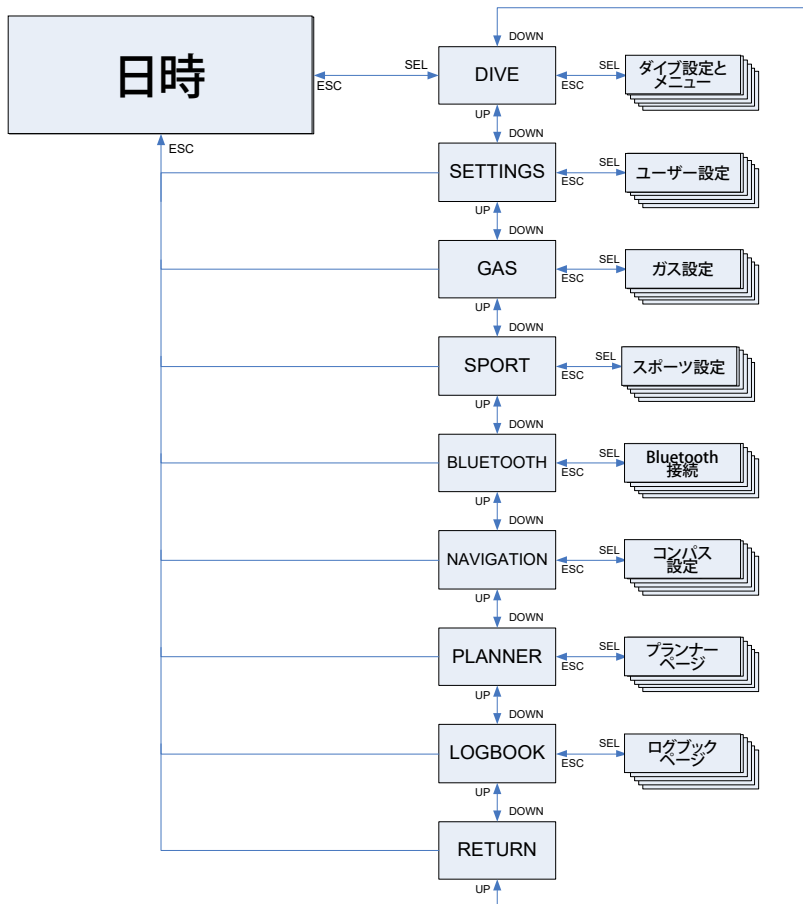 DOWN
日時
SEL
ESC
DIVE
SEL
ESC
ダイブ設定と
メニュー
ESC
UP
DOWN
SETTINGS
SEL
ESC
ユーザー設定
UP
DOWN
GAS
SEL
ESC
ガス設定
UP
DOWN
SPORT
SEL
ESC
スポーツ設定
UP
DOWN
BLUETOOTH
SEL
ESC
Bluetooth
接続
UP
DOWN
NAVIGATION
SEL
ESC
コンパス
設定
UP
DOWN
PLANNER
SEL
ESC
プランナー
ページ
UP
DOWN
LOGBOOK
SEL
ESC
ログブック
ページ
UP
DOWN
RETURN
UP